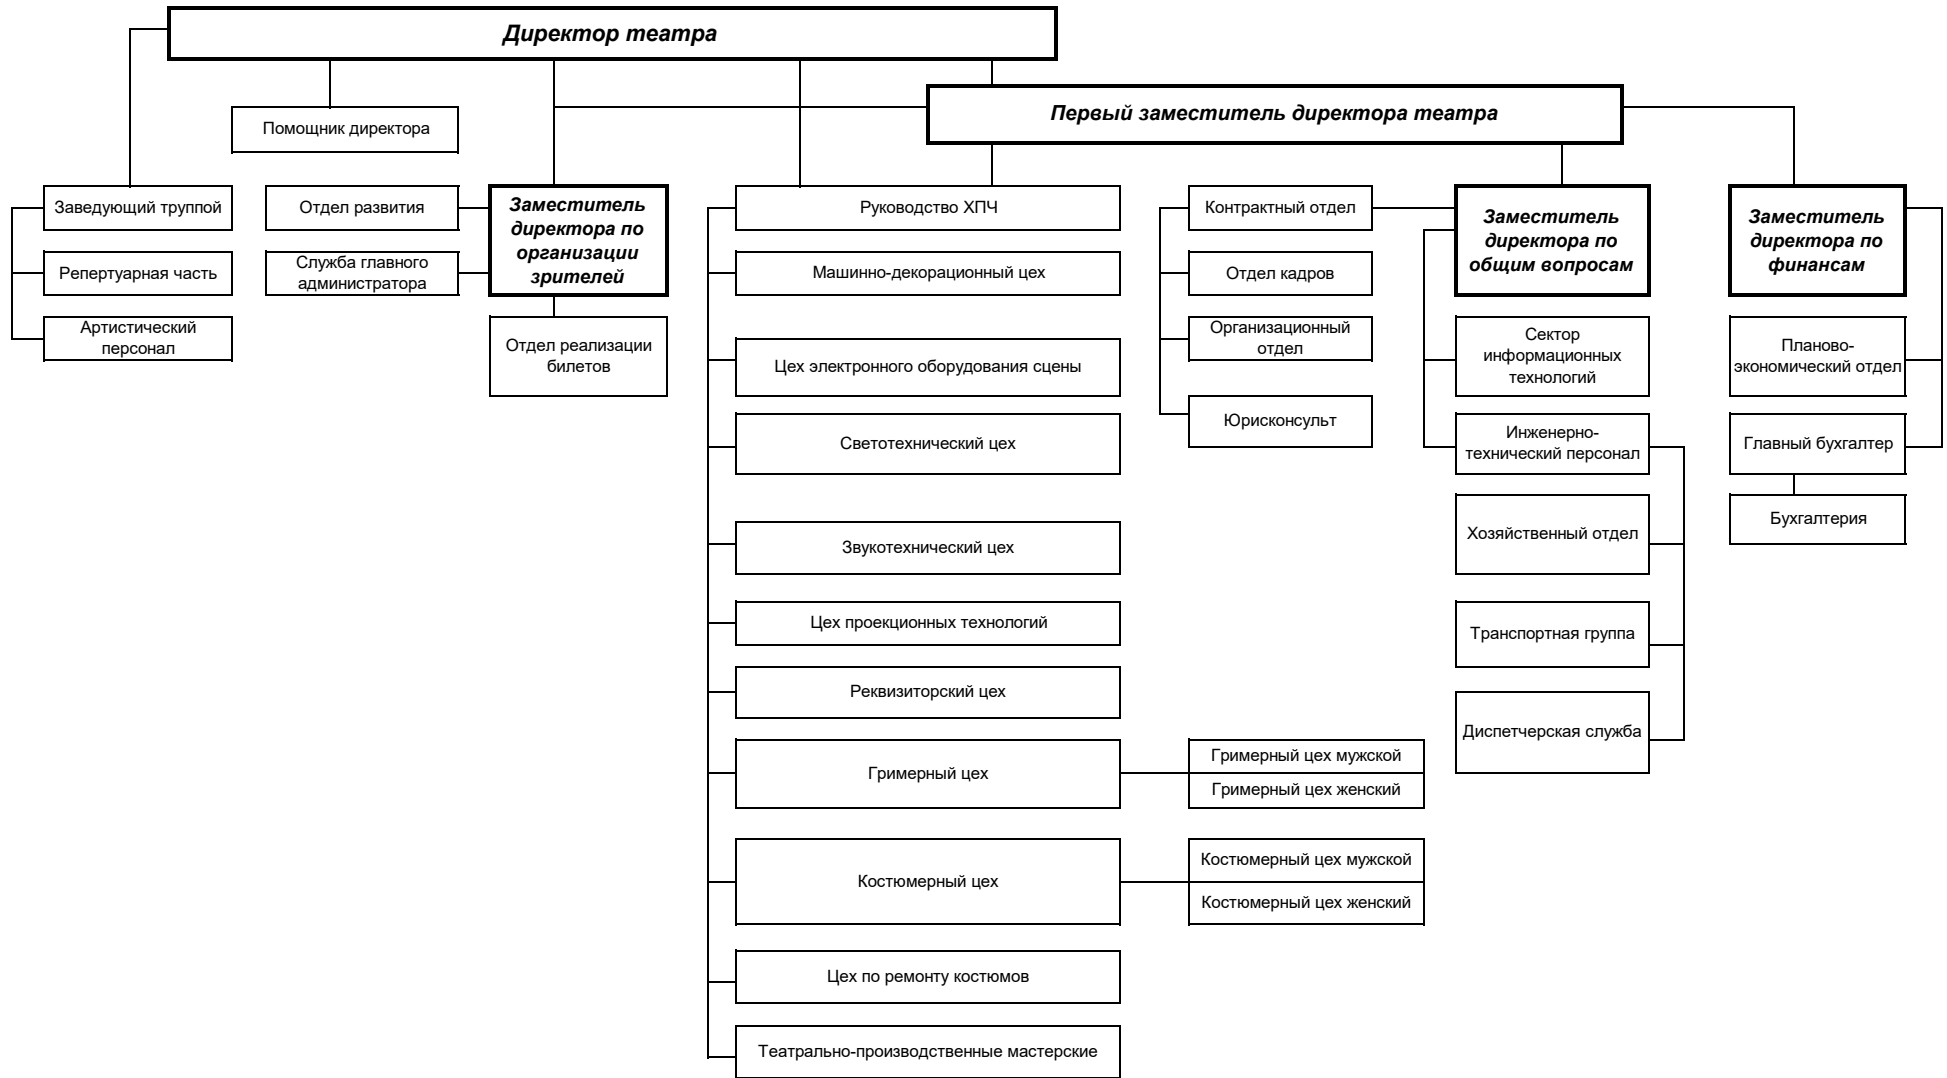 Директор театра
Первый заместитель директора театра
Помощник директора
Заведующий труппой
Репертуарная часть
Артистический
персонал
Отдел развития
Служба главного
администратора
Заместитель
директора по
организации
зрителей
Отдел реализации
билетов
Руководство ХПЧ
Машинно-декорационный цех
Цех электронного оборудования сцены
Светотехнический цех
Звукотехнический цех
Цех проекционных технологий
Реквизиторский цех
Гримерный цех
Гримерный цех мужской
Гримерный цех женский
Костюмерный цех
Костюмерный цех мужской
Костюмерный цех женский
Цех по ремонту костюмов
Театрально-производственные мастерские
Контрактный отдел
Отдел кадров
Организационный
отдел
Юрисконсульт
Заместитель
директора по
общим вопросам
Сектор
информационных
технологий
Инженерно-
технический персонал
Хозяйственный отдел
Транспортная группа
Диспетчерская служба
Заместитель
директора по
финансам
Планово-
экономический отдел
Главный бухгалтер
Бухгалтерия